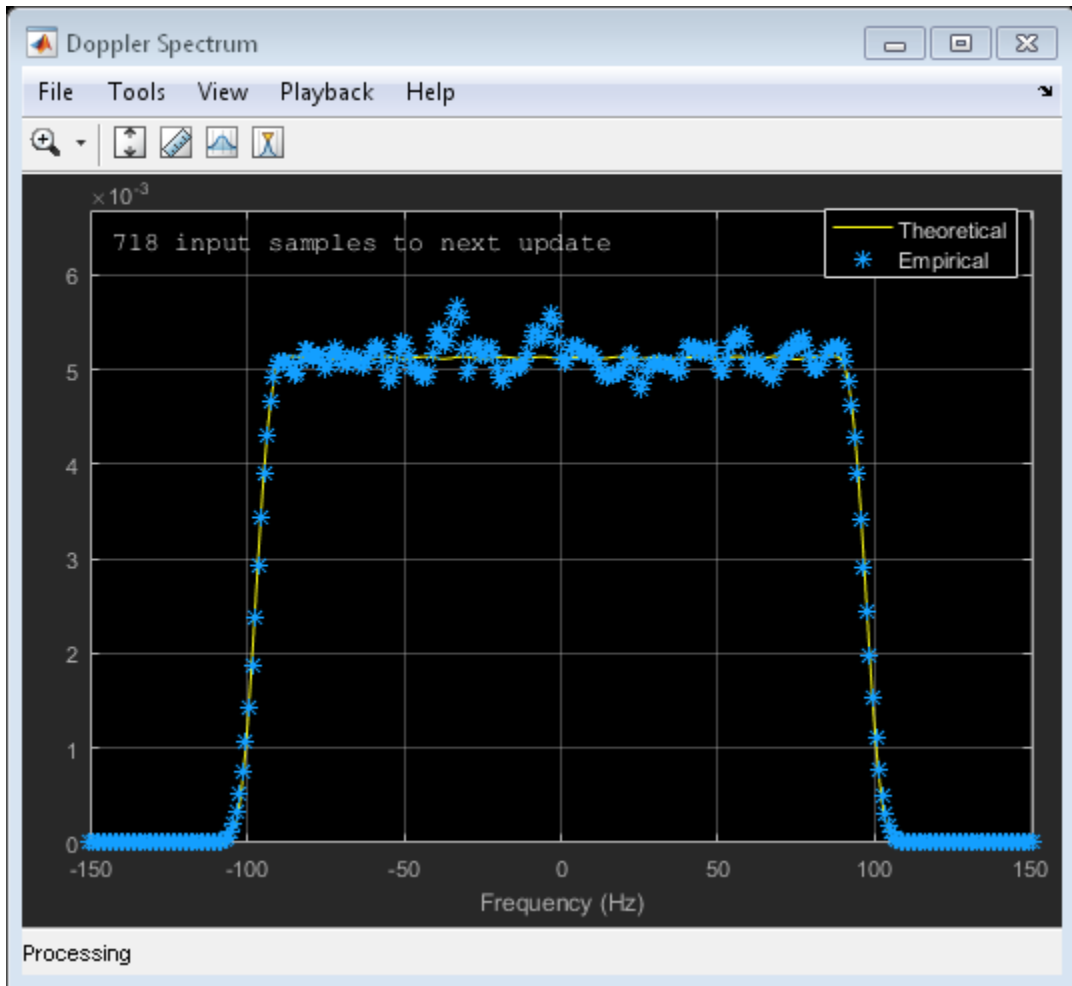 Doppler Spectrum
File Tools View Playback Help
×10-3
718 input samples to next update
Theoretical
Empirical
6
5
4
3
2
1
0
-150 -100 -50 0 50 100 150
Frequency (Hz)
Processing